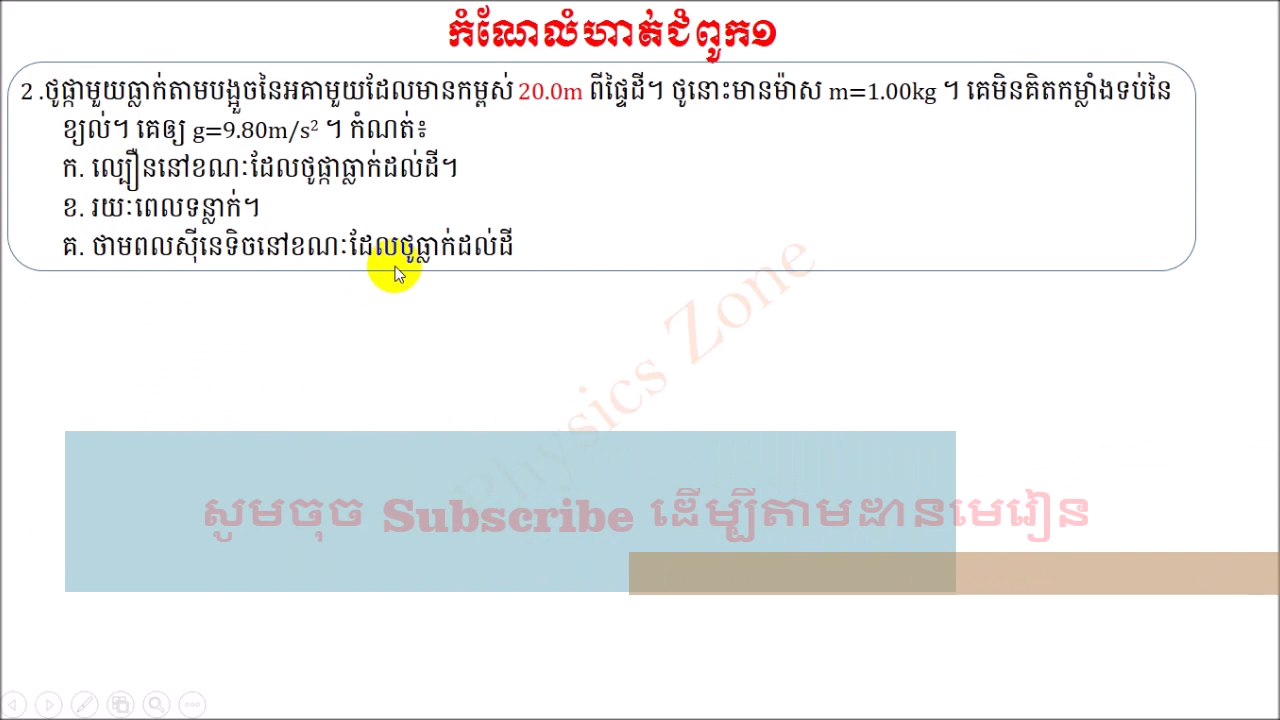 កំណែលំហាត់ជំពូក១
2 .ថូផ្កាមួយធ្លាក់តាមបង្អួចនៃអគាមួយដែលមានកម្ពស់ 20.0m ពីផ្ទៃដី។ ថូនោះមានម៉ាស m=1.00kg ។ គេមិនគិតកម្លាំងទប់នៃ
ខ្យល់។ គេឲ្យ g=9.80m/s² ។ កំណត់៖
ក. ល្បឿននៅខណៈដែលថូផ្កាធ្លាក់ដល់ដី។
ខ. រយៈពេលទន្លាក់។
គ. ថាមពលស៊ីនេទិចនៅខណៈដែលថូធ្លាក់ដល់ដី
Physics Zone
សូមចុច Subscribe ដើម្បីតាមដានមេរៀន